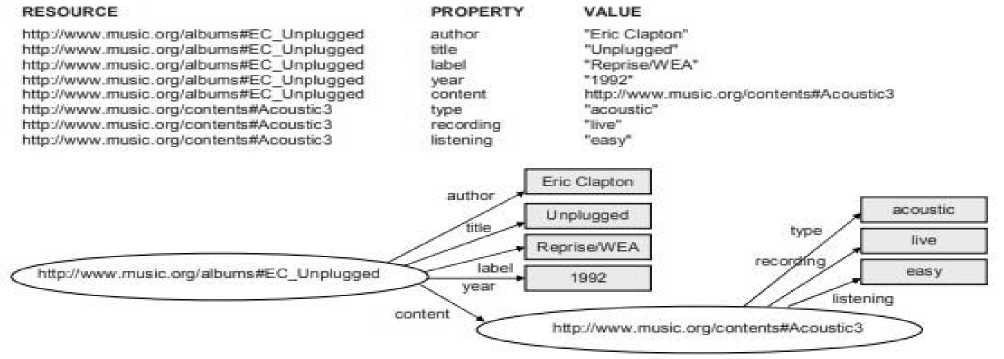 RESOURCE PROPERTY VALUE
http://www.music.org/albums#EC_Unplugged author "Eric Clapton"
http://www.music.org/albums#EC_Unplugged title "Unplugged"
http://www.music.org/albums#EC_Unplugged label "Reprise/WEA"
http://www.music.org/albums#EC_Unplugged year "1992"
http://www.music.org/albums#EC_Unplugged content http://www.music.org/contents#Acoustic3
http://www.music.org/contents#Acoustic3 type "acoustic"
http://www.music.org/contents#Acoustic3 recording "live"
http://www.music.org/contents#Acoustic3 listening "easy"
author
Eric Clapton
title
Unplugged
Reprise/WEA
label
1992
year
http://www.music.org/albums#EC_Unplugged
content
type
acoustic
recording
live
easy
listening
http://www.music.org/contents#Acoustic3